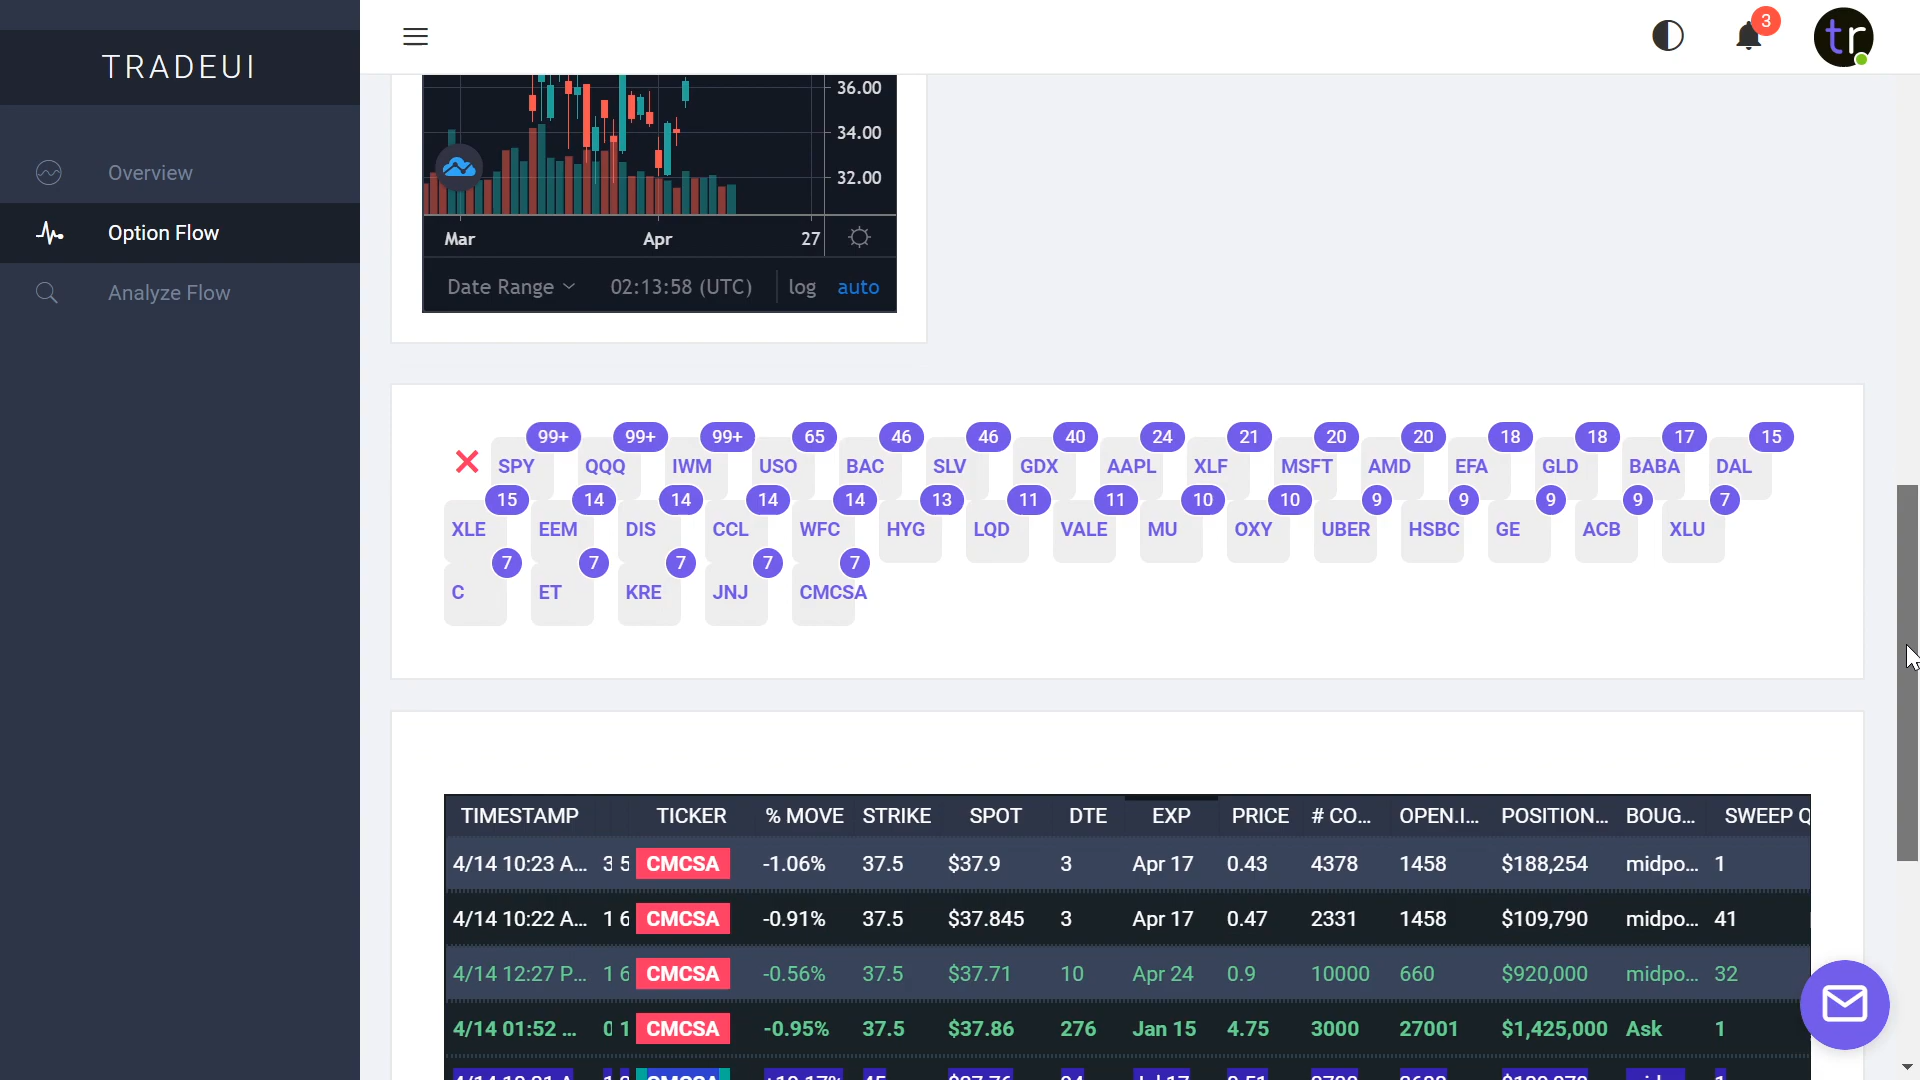 TRADEUI
3
tr
Overview
Option Flow
Analyze Flow
36.00
34.00
32.00
Mar Apr 27
Date Range 02:13:58 (UTC) log auto
99+ 99+ 99+ 65 46 46 40 24 21 20 20 18 18 17 15
SPY QQQ IWM USO BAC SLV GDX AAPL XLF MSFT AMD EFA GLD BABA DAL
15 14 14 14 14 13 11 11 10 10 9 9 9 9 7
XLE EEM DIS CCL WFC HYG LQD VALE MU OXY UBER HSBC GE ACB XLU
7 7 7 7 7
C ET KRE JNJ CMCSA
TIMESTAMP TICKER % MOVE STRIKE SPOT DTE EXP PRICE # CO... OPEN.I... POSITION... BOUG... SWEEP Q
4/14 10:23 A... 3 5 CMCSA -1.06% 37.5 $37.9 3 Apr 17 0.43 4378 1458 $188,254 midpo... 1
4/14 10:22 A... 1 6 CMCSA -0.91% 37.5 $37.845 3 Apr 17 0.47 2331 1458 $109,790 midpo... 41
4/14 12:27 P... 1 6 CMCSA -0.56% 37.5 $37.71 10 Apr 24 0.9 10000 660 $920,000 midpo... 32
4/14 01:52 ... 0 1 CMCSA -0.95% 37.5 $37.86 276 Jan 15 4.75 3000 27001 $1,425,000 Ask 1